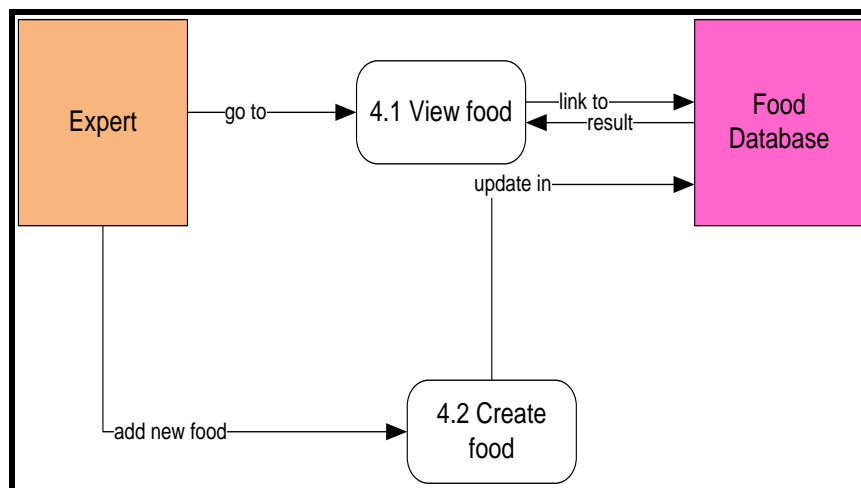 Expert
go to
4.1 View food
link to
result
Food
Database
update in
add new food
4.2 Create
food